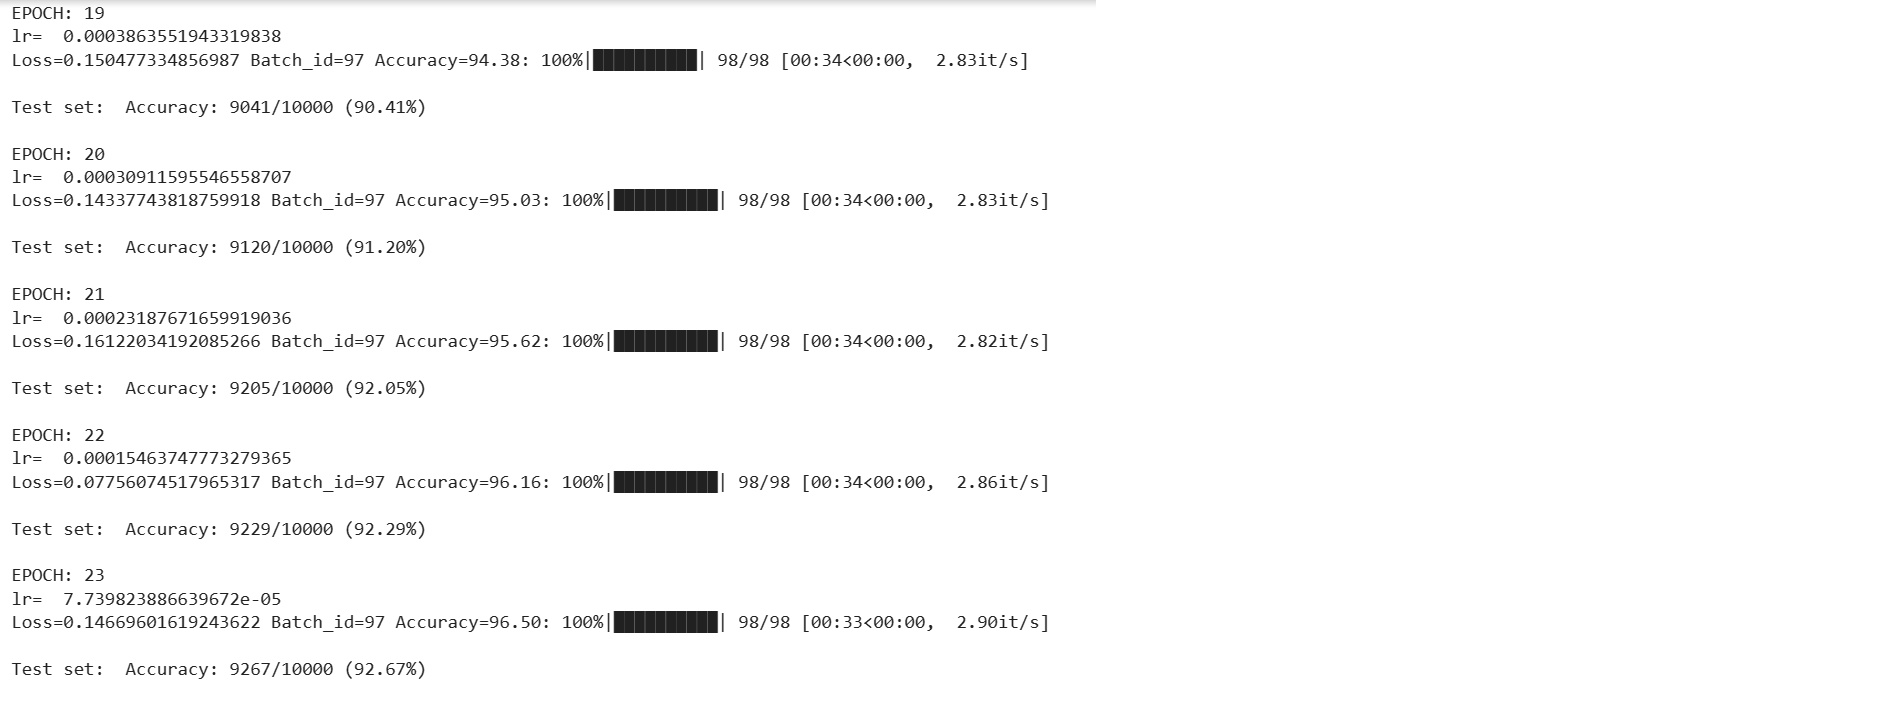 EPOCH: 19
lr=  0.0003863551943319838
Loss=0.150477334856987 Batch_id=97 Accuracy=94.38: 100%|██████████| 98/98 [00:34<00:00,  2.83it/s]
Test set:  Accuracy: 9041/10000 (90.41%)
EPOCH: 20
lr=  0.00030911595546558707
Loss=0.14337743818759918 Batch_id=97 Accuracy=95.03: 100%|██████████| 98/98 [00:34<00:00,  2.83it/s]
Test set:  Accuracy: 9120/10000 (91.20%)
EPOCH: 21
lr=  0.00023187671659919036
Loss=0.16122034192085266 Batch_id=97 Accuracy=95.62: 100%|██████████| 98/98 [00:34<00:00,  2.82it/s]
Test set:  Accuracy: 9205/10000 (92.05%)
EPOCH: 22
lr=  0.00015463747773279365
Loss=0.07756074517965317 Batch_id=97 Accuracy=96.16: 100%|██████████| 98/98 [00:34<00:00,  2.86it/s]
Test set:  Accuracy: 9229/10000 (92.29%)
EPOCH: 23
lr=  7.739823886639672e-05
Loss=0.14669601619243622 Batch_id=97 Accuracy=96.50: 100%|██████████| 98/98 [00:33<00:00,  2.90it/s]
Test set:  Accuracy: 9267/10000 (92.67%)